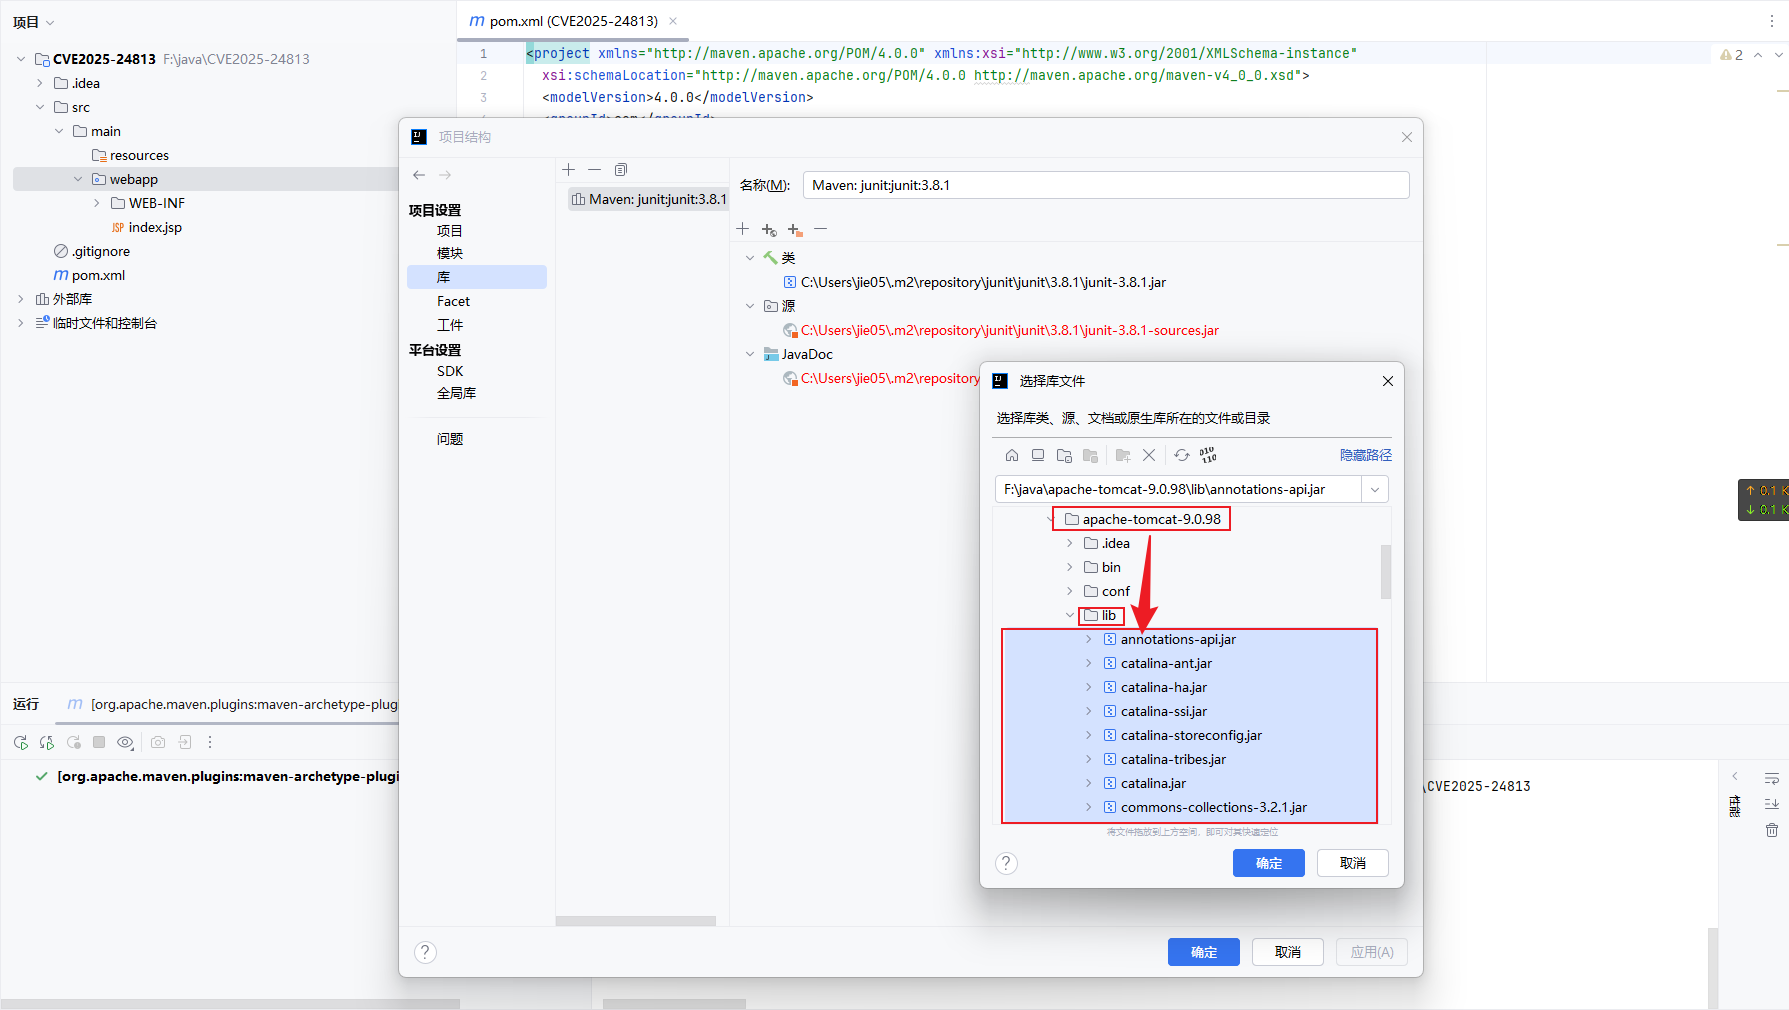 项目
CVE2025-24813 F:\java\CVE2025-24813
.idea
src
main
resources
webapp
WEB-INF
index.jsp
.gitignore
pom.xml
外部库
临时文件和控制台
pom.xml (CVE2025-24813)
1 <project xmlns="http://maven.apache.org/POM/4.0.0" xmlns:xsi="http://www.w3.org/2001/XMLSchema-instance"
2 xsi:schemaLocation="http://maven.apache.org/POM/4.0.0 http://maven.apache.org/maven-v4_0_0.xsd">
3 <modelVersion>4.0.0</modelVersion>
2
项目结构
项目设置
项目
模块
库
Facet
工件
平台设置
SDK
全局库
问题
Maven: junit:junit:3.8.1
名称(M): Maven: junit:junit:3.8.1
类
C:\Users\jie05\.m2\repository\junit\junit\3.8.1\junit-3.8.1.jar
源
C:\Users\jie05\.m2\repository\junit\junit\3.8.1\junit-3.8.1-sources.jar
JavaDoc
C:\Users\jie05\.m2\repository
选择库文件
选择库类、源、文档或原生库所在的文件或目录
隐藏路径
F:\java\apache-tomcat-9.0.98\lib\annotations-api.jar
apache-tomcat-9.0.98
.idea
bin
conf
lib
annotations-api.jar
catalina-ant.jar
catalina-ha.jar
catalina-ssi.jar
catalina-storeconfig.jar
catalina-tribes.jar
catalina.jar
commons-collections-3.2.1.jar
将文件拖放到上方空间，即可对其快速定位
? 确定 取消
? 确定 取消 应用(A)
↑ 0.1 K
↓ 0.1 K
运行 [org.apache.maven.plugins:maven-archetype-plug
[org.apache.maven.plugins:maven-archetype-plugi
\CVE2025-24813
性能